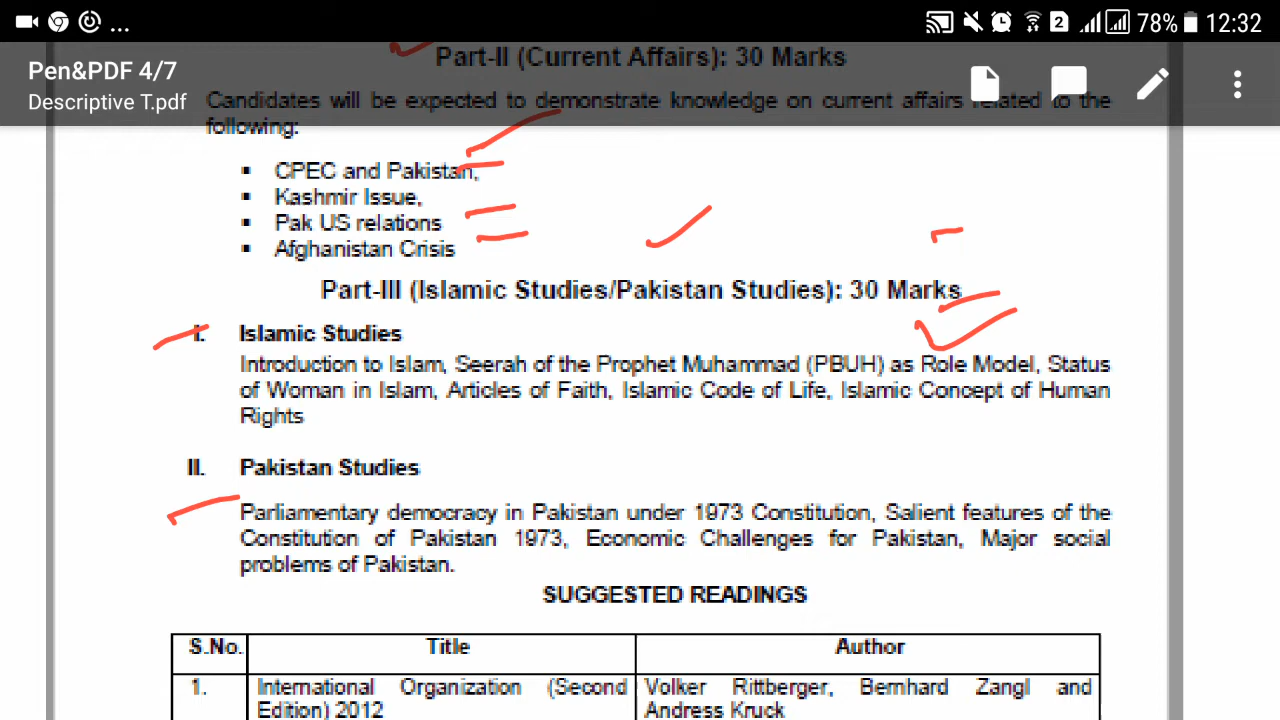 ... 2 78% 12:32
Pen&PDF 4/7
Descriptive T.pdf
Part-II (Current Affairs): 30 Marks
Candidates will be expected to demonstrate knowledge on current affairs related to the
following:
▪ CPEC and Pakistan,
▪ Kashmir Issue,
▪ Pak US relations
▪ Afghanistan Crisis
Part-III (Islamic Studies/Pakistan Studies): 30 Marks
I. Islamic Studies
Introduction to Islam, Seerah of the Prophet Muhammad (PBUH) as Role Model, Status
of Woman in Islam, Articles of Faith, Islamic Code of Life, Islamic Concept of Human
Rights
II. Pakistan Studies
Parliamentary democracy in Pakistan under 1973 Constitution, Salient features of the
Constitution of Pakistan 1973, Economic Challenges for Pakistan, Major social
problems of Pakistan.
SUGGESTED READINGS
S.No. Title Author
1. International Organization (Second Volker Rittberger, Bernhard Zangl and
Edition) 2012 Andress Kruck